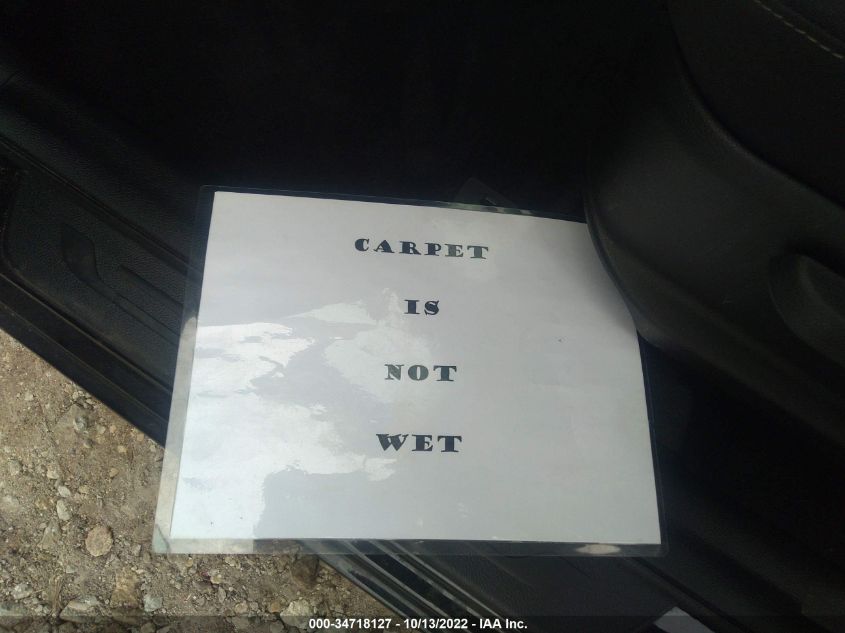 CARPET
IS
NOT
WET
000-34718127 - 10/13/2022 - IAA Inc.